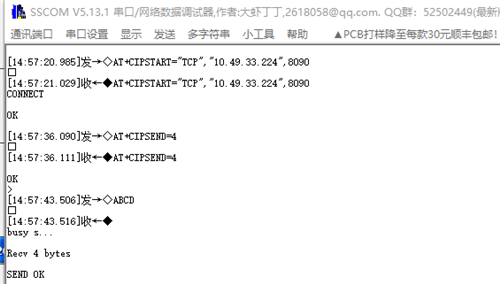 SSCOM V5.13.1 串口/网络数据调试器,作者:大虾丁丁,2618058@qq.com. QQ群: 52502449(最新
通讯端口 串口设置 显示 发送 多字符串 小工具 帮助 ▲PCB打样降至每款30元顺丰包邮!
[14:57:20.985]发→◇AT+CIPSTART="TCP","10.49.33.224",8090
□
[14:57:21.029]收←◆AT+CIPSTART="TCP","10.49.33.224",8090
CONNECT
OK
[14:57:36.090]发→◇AT+CIPSEND=4
□
[14:57:36.111]收←◆AT+CIPSEND=4
OK
>
[14:57:43.506]发→◇ABCD
□
[14:57:43.516]收←◆
busy s...
Recv 4 bytes
SEND OK